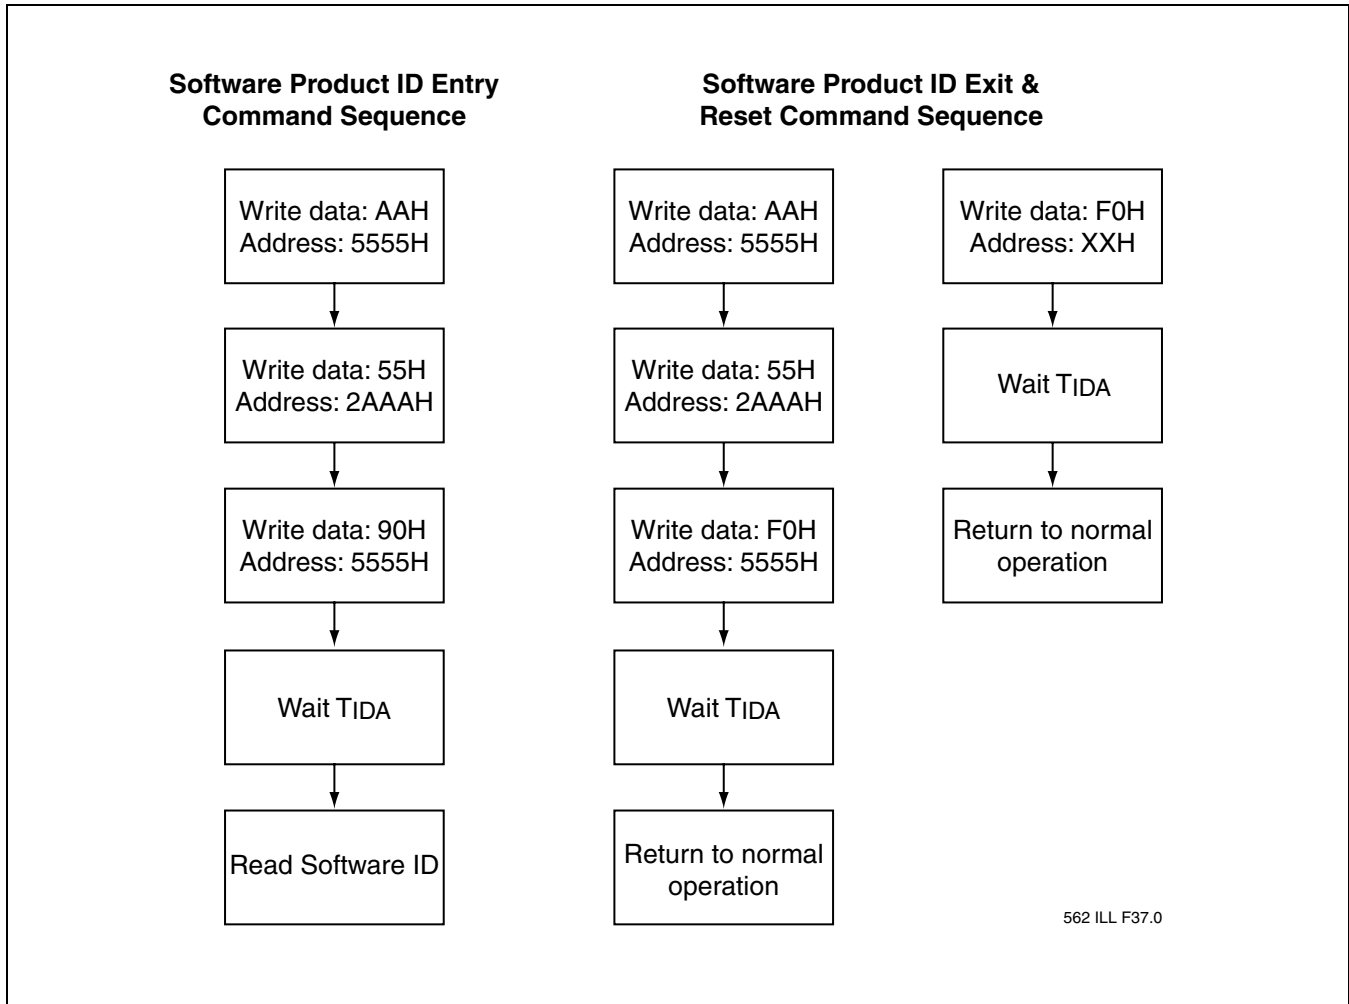 Software Product ID Entry
Command Sequence
Write data: AAH
Address: 5555H
Write data: 55H
Address: 2AAAH
Write data: 90H
Address: 5555H
Wait TIDA
Read Software ID
Software Product ID Exit &
Reset Command Sequence
Write data: AAH
Address: 5555H
Write data: 55H
Address: 2AAAH
Write data: F0H
Address: 5555H
Wait TIDA
Return to normal
operation
Write data: F0H
Address: XXH
Wait TIDA
Return to normal
operation
562 ILL F37.0